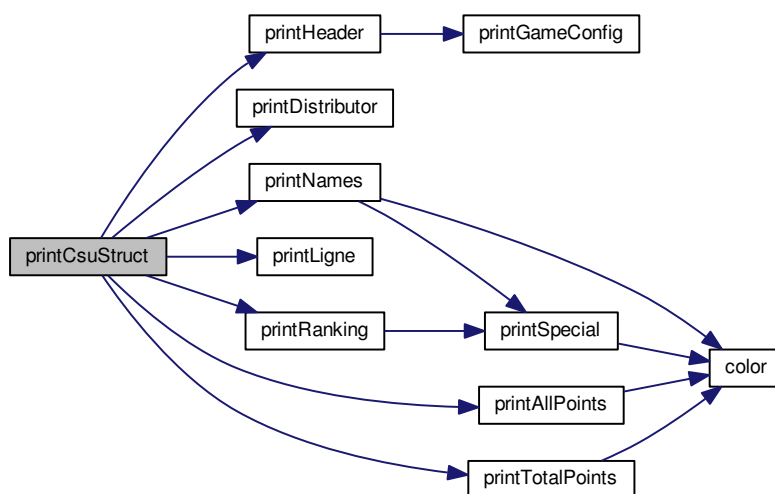 printHeader
printGameConfig
printDistributor
printNames
printCsuStruct
printLigne
printRanking
printSpecial
color
printAllPoints
printTotalPoints